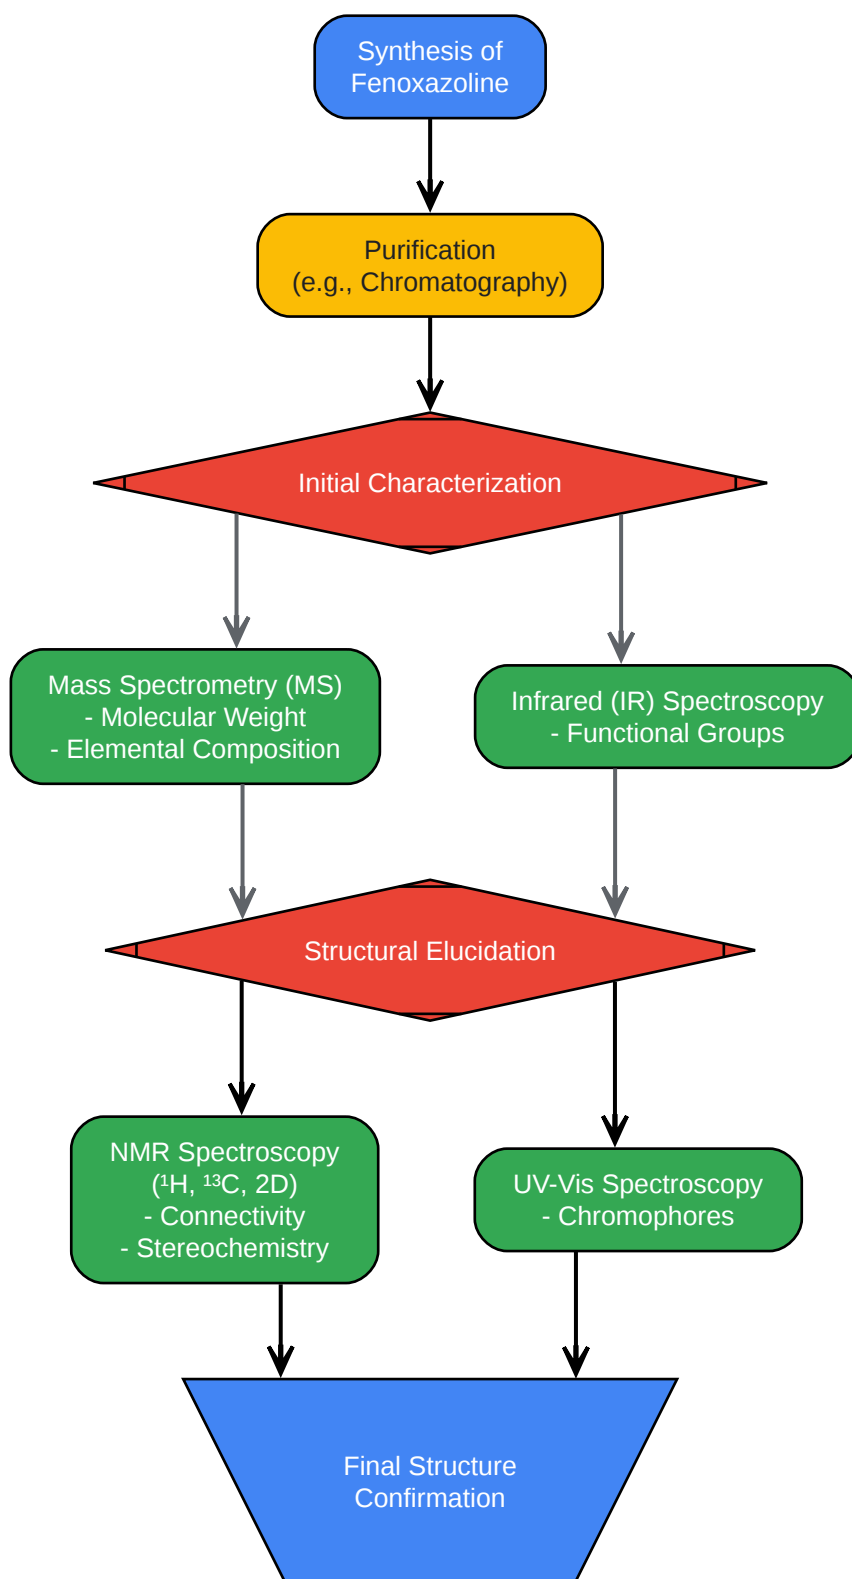 Synthesis of
Fenoxazoline
Purification
(e.g., Chromatography)
Initial Characterization
Mass Spectrometry (MS)
- Molecular Weight
- Elemental Composition
Infrared (IR) Spectroscopy
- Functional Groups
Structural Elucidation
NMR Spectroscopy
(¹H, ¹³C, 2D)
- Connectivity
- Stereochemistry
UV-Vis Spectroscopy
- Chromophores
Final Structure
Confirmation